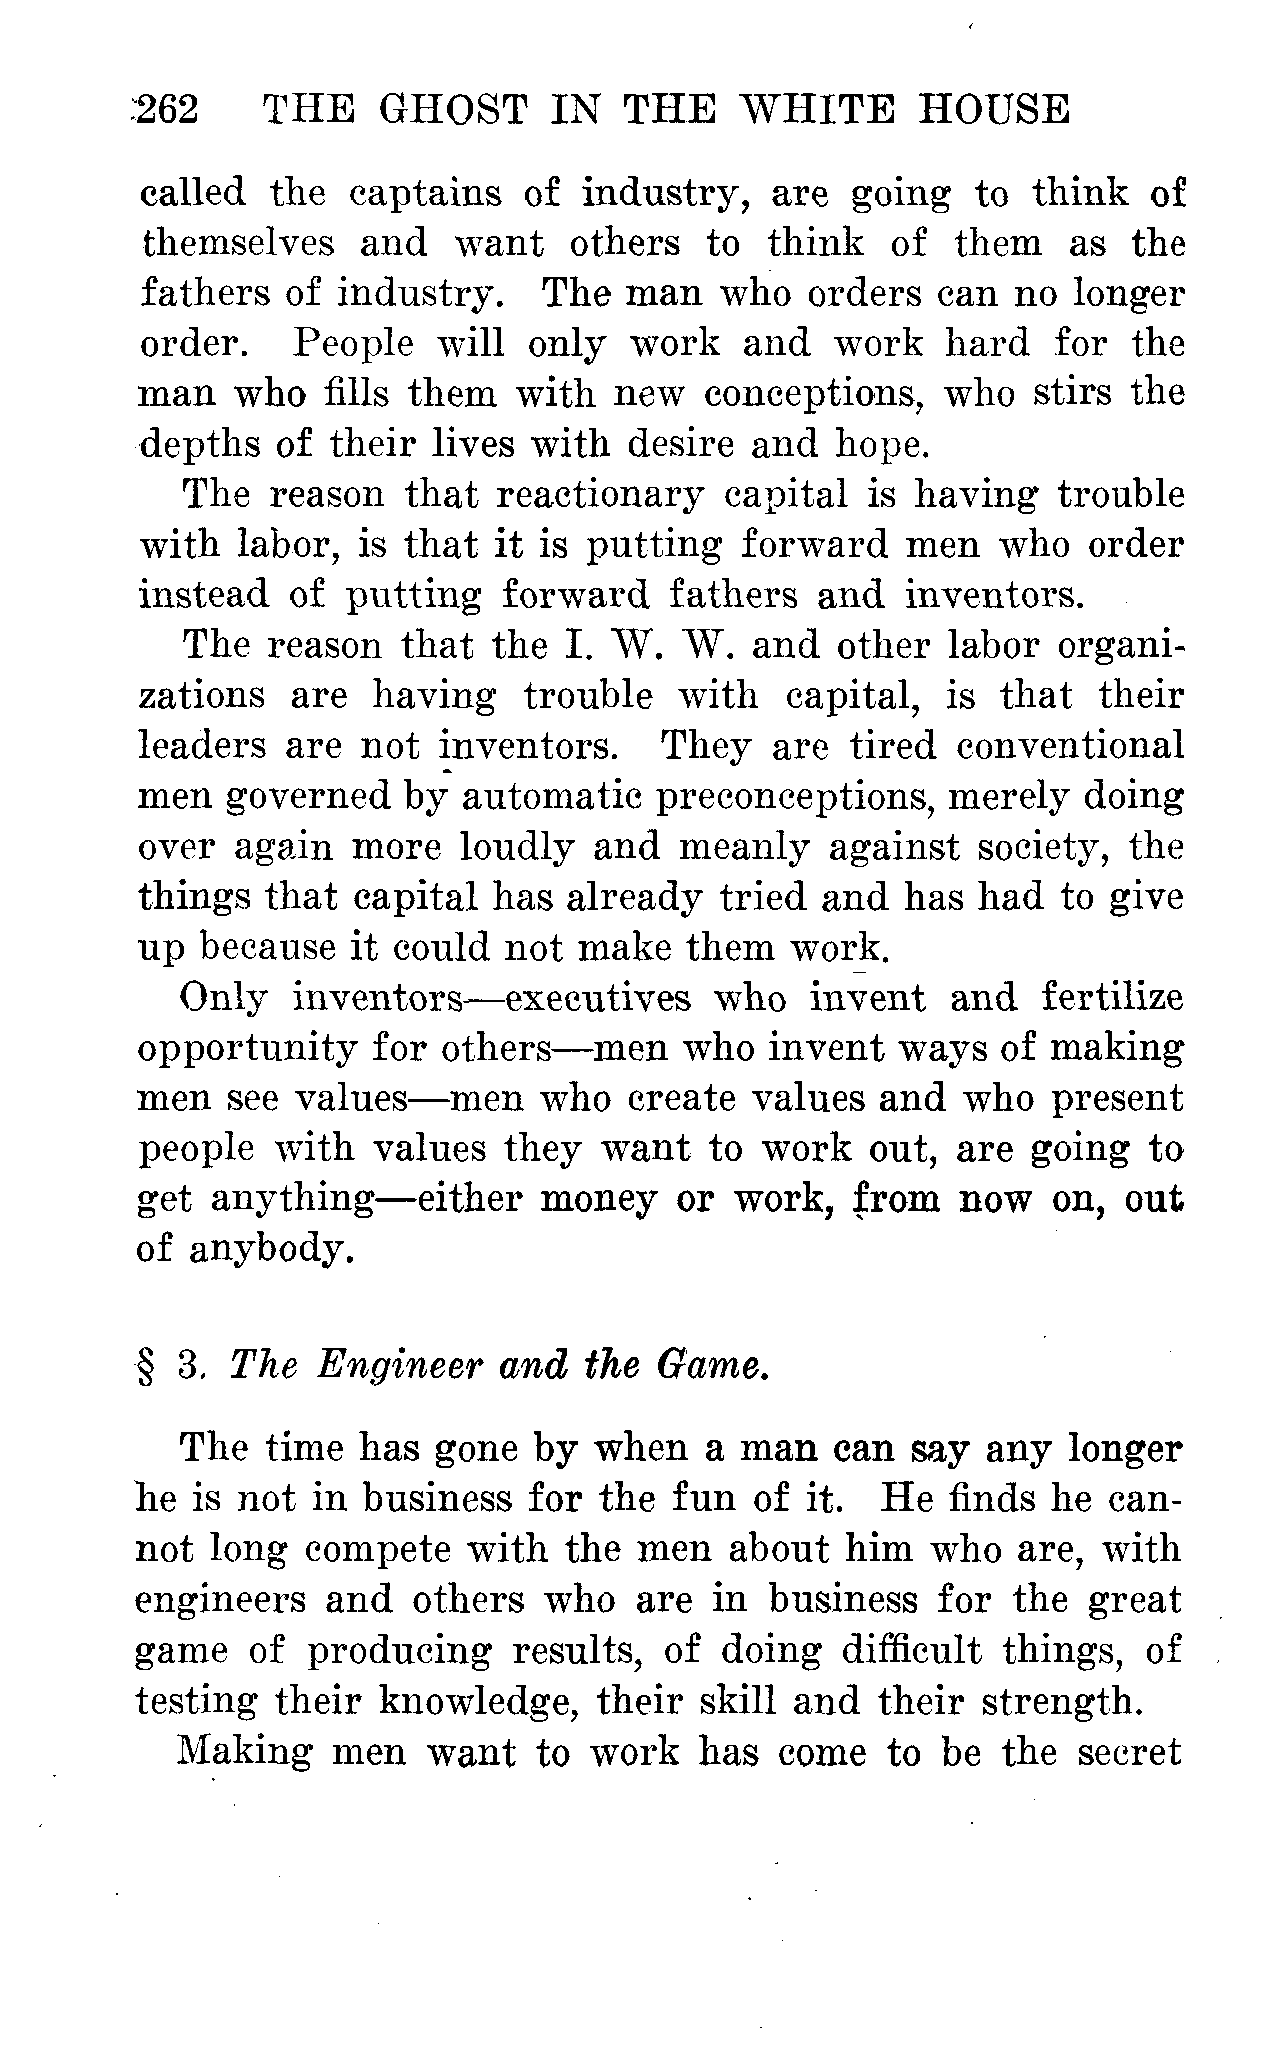 262 THE GHOST IN THE WHITE HOUSE
called the captains of industry, are going to think of
themselves and want others to think of them as the
fathers of industry. The man who orders can no longer
order. People will only work and work hard for the
man who fills them with new conceptions, who stirs the
depths of their lives with desire and hope.
The reason that reactionary capital is having trouble
with labor, is that it is putting forward men who order
instead of putting forward fathers and inventors.
The reason that the I. W. W. and other labor organi-
zations are having trouble with capital, is that their
leaders are not inventors. They are tired conventional
men governed by automatic preconceptions, merely doing
over again more loudly and meanly against society, the
things that capital has already tried and has had to give
up because it could not make them work.
Only inventors—executives who invent and fertilize
opportunity for others—men who invent ways of making
men see values—men who create values and who present
people with values they want to work out, are going to
get anything—either money or work, from now on, out
of anybody.
§ 3. The Engineer and the Game.
The time has gone by when a man can say any longer
he is not in business for the fun of it. He finds he can-
not long compete with the men about him who are, with
engineers and others who are in business for the great
game of producing results, of doing difficult things, of
testing their knowledge, their skill and their strength.
Making men want to work has come to be the secret